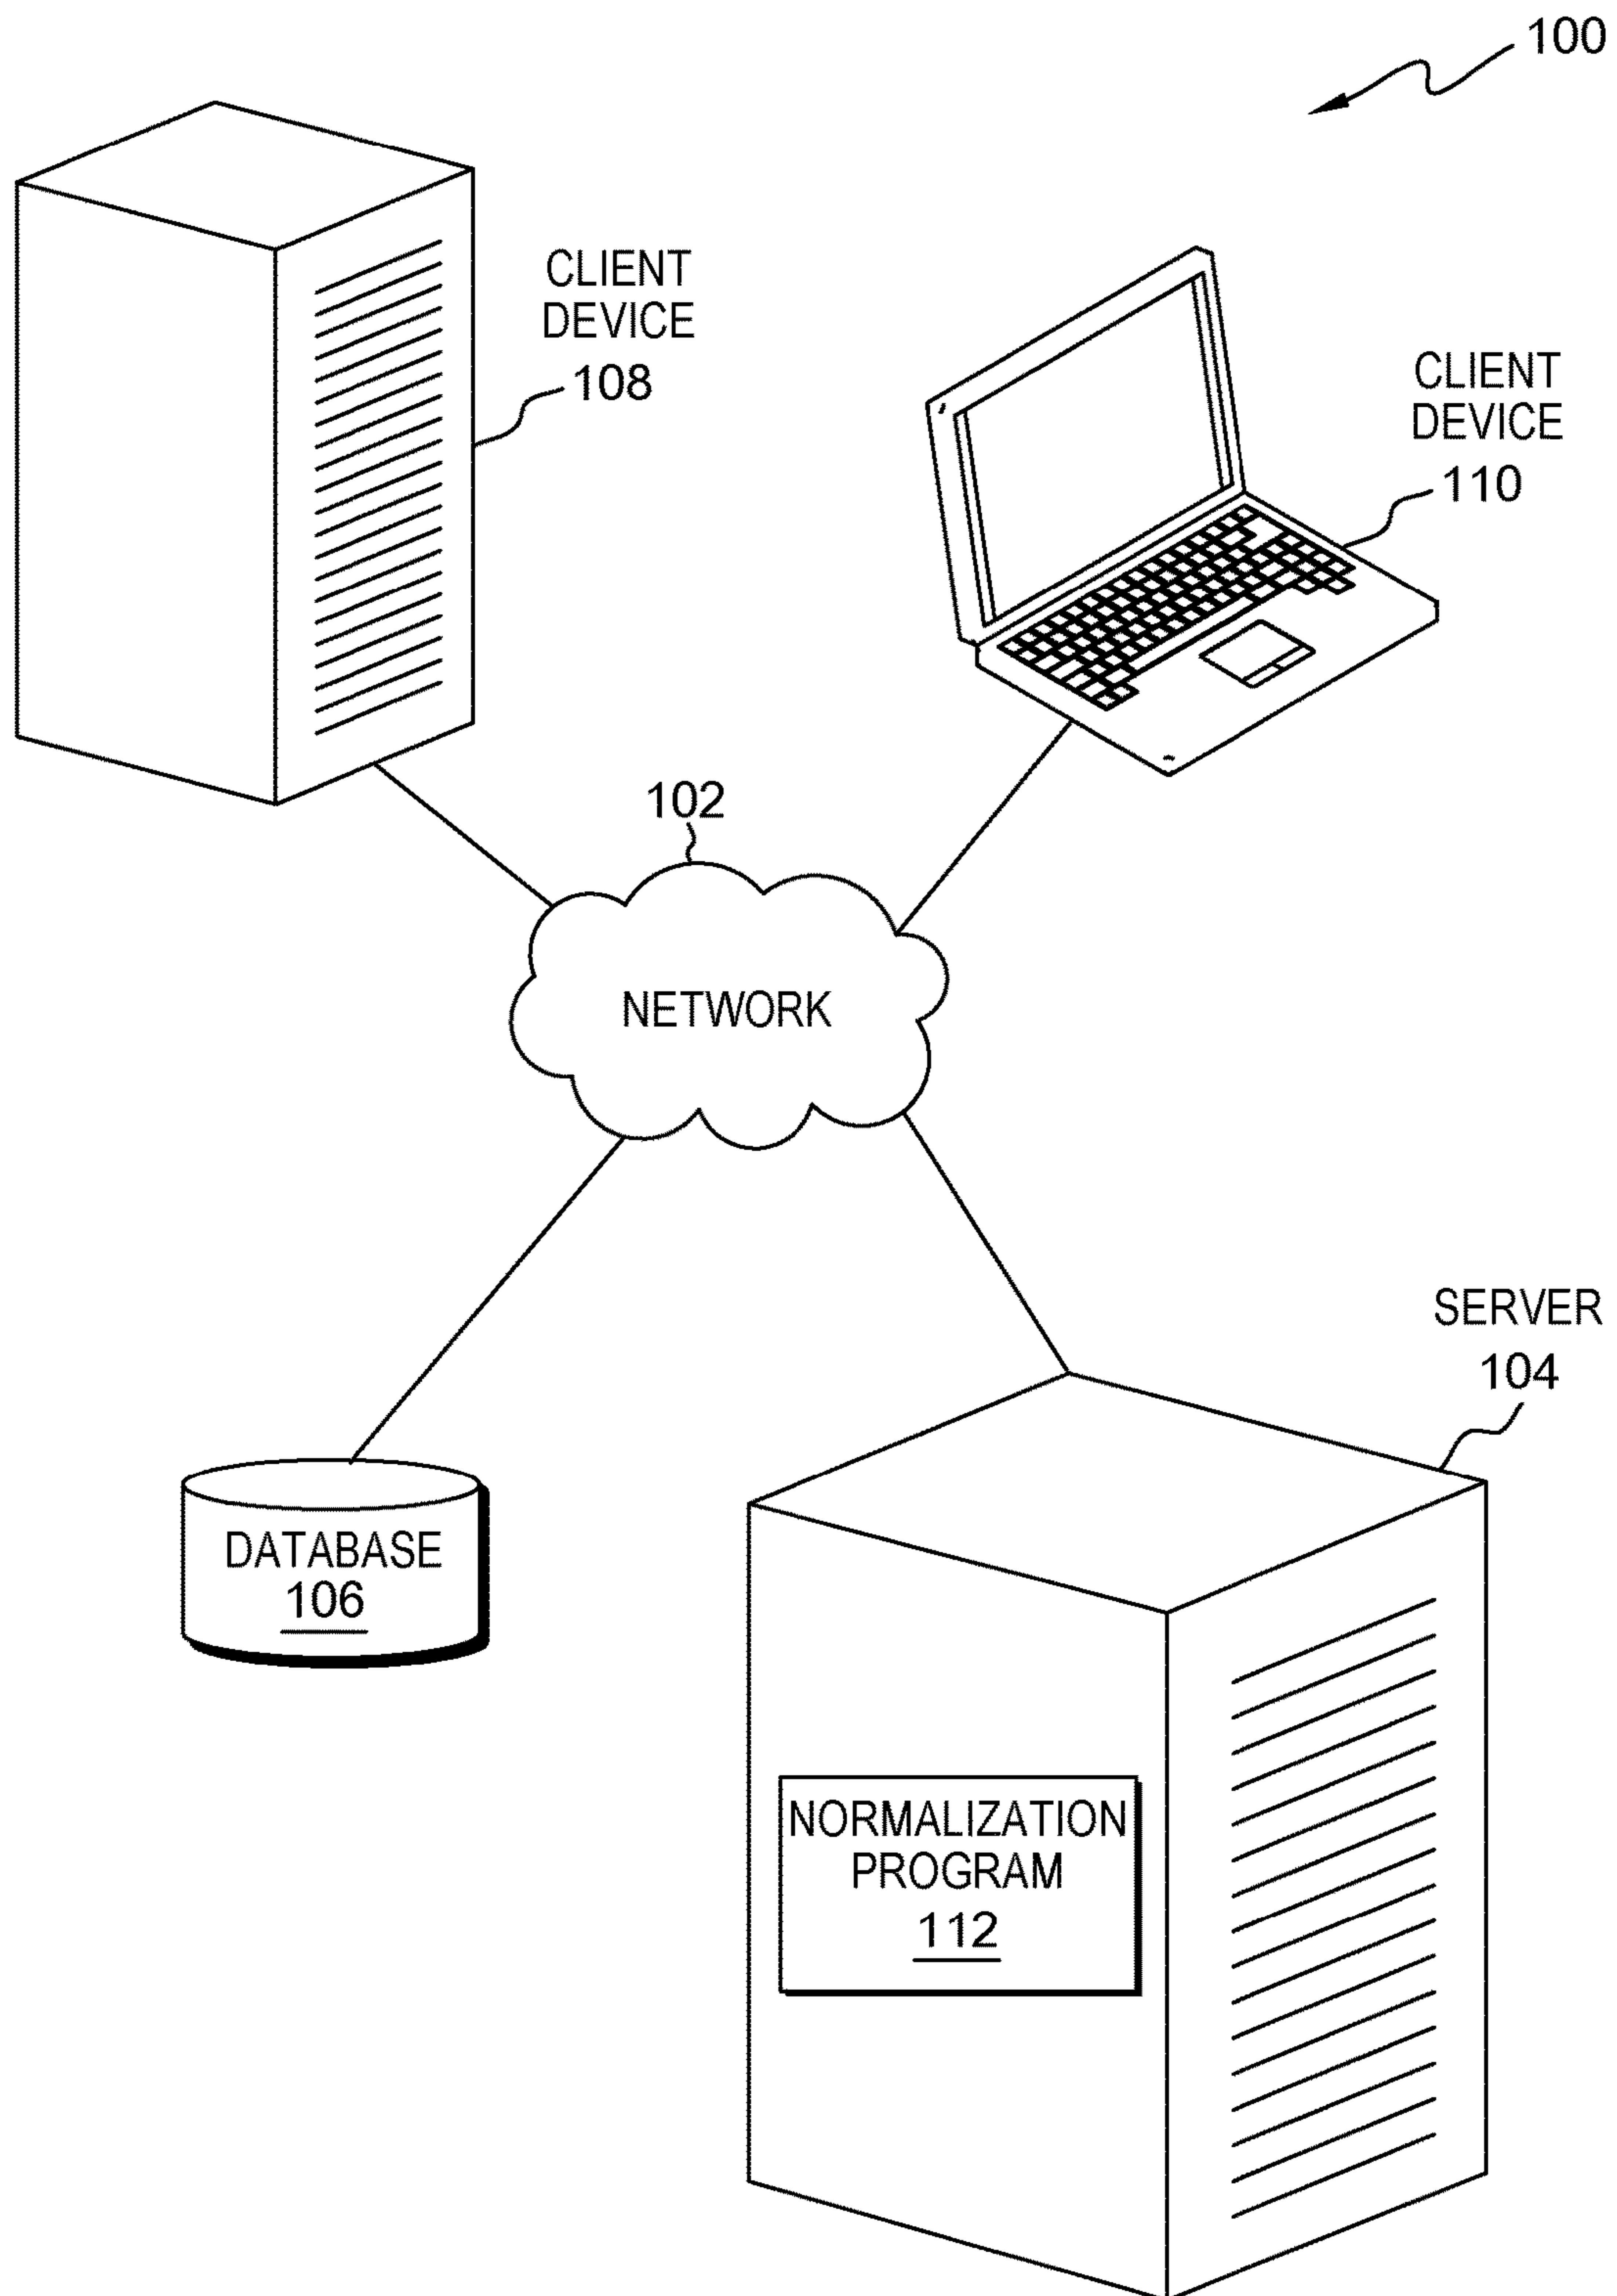 100
CLIENT
DEVICE
108
CLIENT
DEVICE
110
102
NETWORK
SERVER
104
DATABASE
106
NORMALIZATION
PROGRAM
112